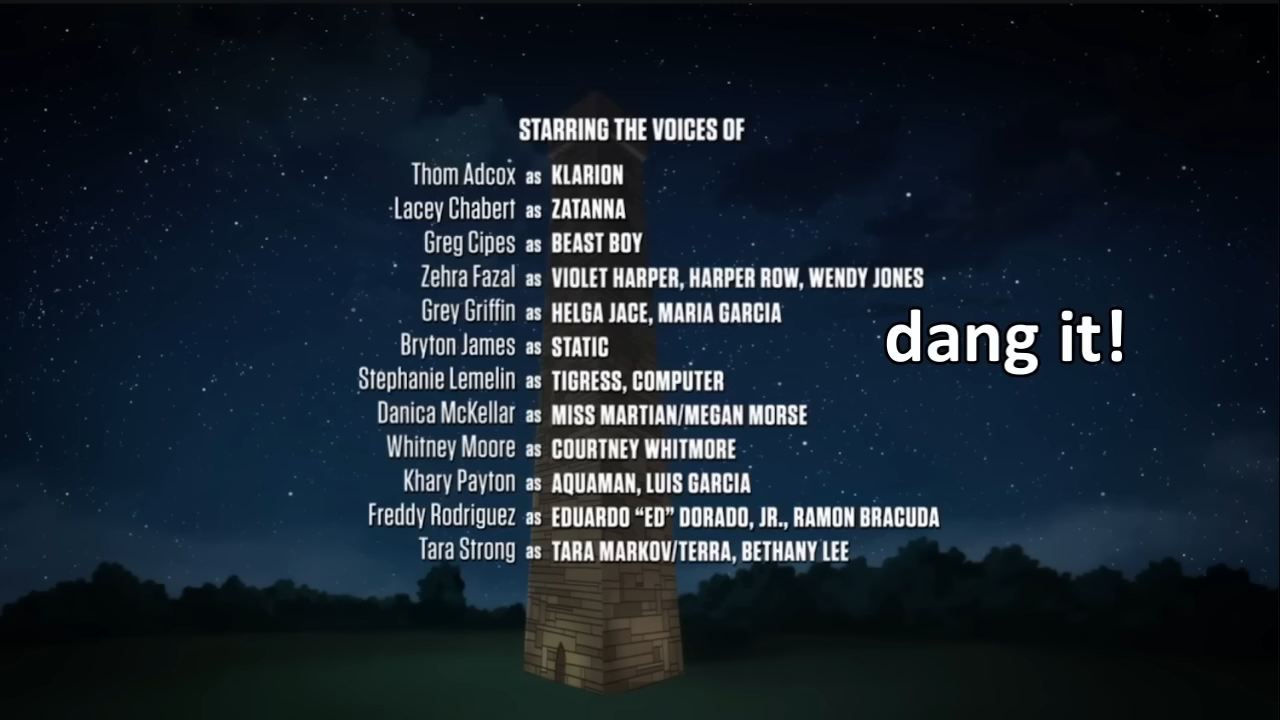 STARRING THE VOICES OF
Thom Adcox as KLARION
Lacey Chabert as ZATANNA
Greg Cipes as BEAST BOY
Zehra Fazal as VIOLET HARPER, HARPER ROW, WENDY JONES
Grey Griffin as HELGA JACE, MARIA GARCIA
dang it!
Bryton James as STATIC
Stephanie Lemelin as TIGRESS, COMPUTER
Danica McKellar as MISS MARTIAN/MEGAN MORSE
Whitney Moore as COURTNEY WHITMORE
Khary Payton as AQUAMAN, LUIS GARCIA
Freddy Rodriguez as EDUARDO “ED” DORADO, JR., RAMON BRACUDA
Tara Strong as TARA MARKOV/TERRA, BETHANY LEE